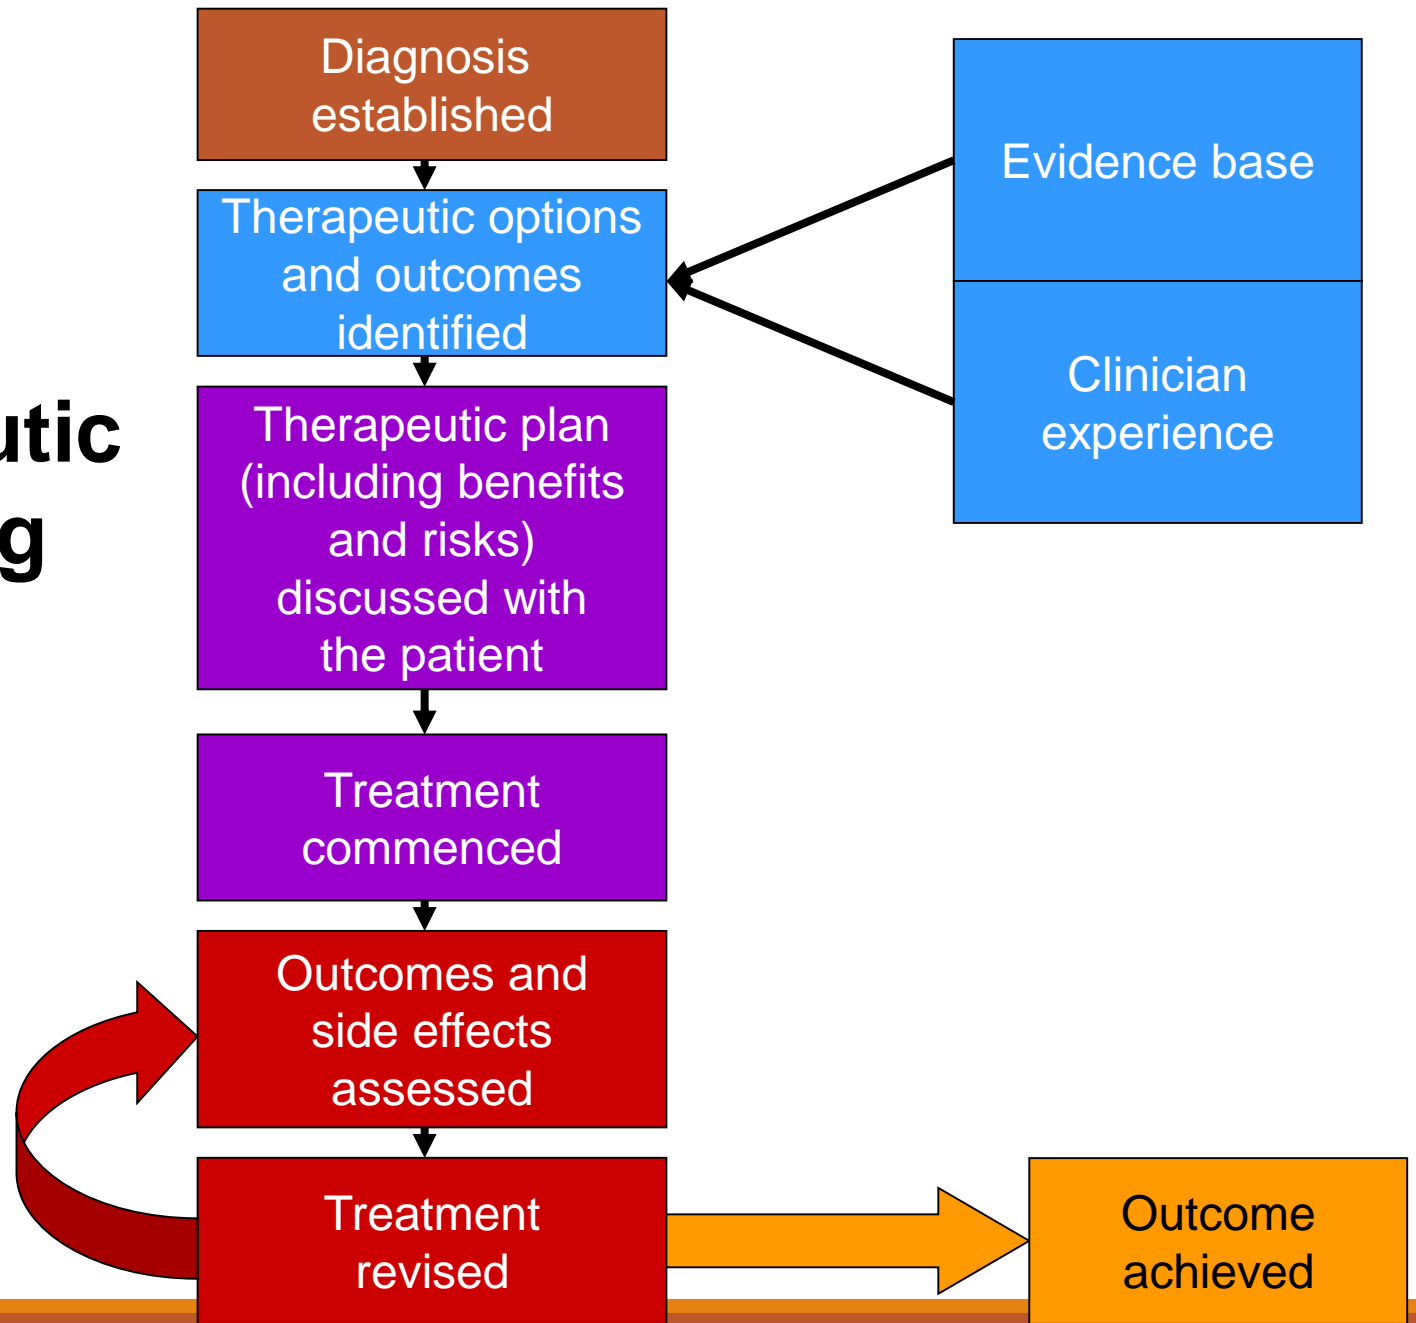 Diagnosis
established
Therapeutic options
and outcomes
identified
Evidence base
Clinician
experience
utic
g
Therapeutic plan
(including benefits
and risks)
discussed with
the patient
Treatment
commenced
Outcomes and
side effects
assessed
Treatment
revised
Outcome
achieved